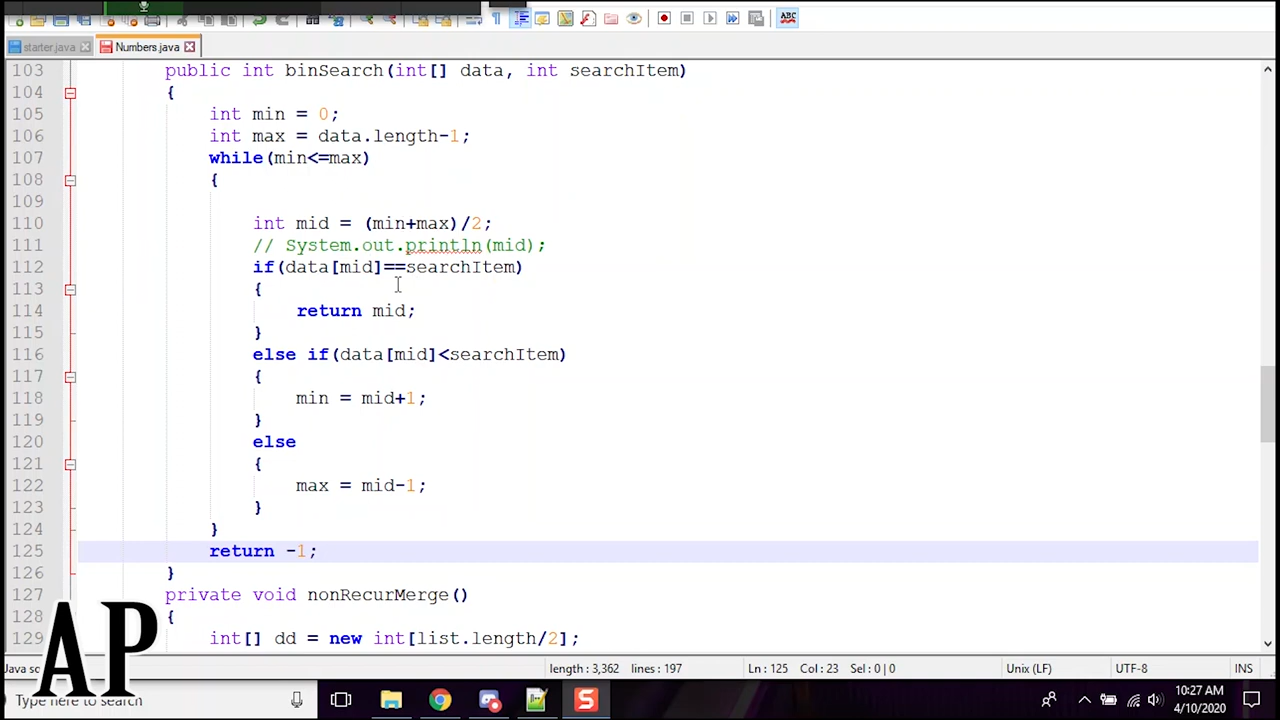 ABC
starter.java
Numbers.java
103 public int binSearch(int[] data, int searchItem)
104 {
105 int min = 0;
106 int max = data.length-1;
107 while(min<=max)
108 {
109
110 int mid = (min+max)/2;
111 // System.out.println(mid);
112 if(data[mid]==searchItem)
113 {
114 return mid;
115 }
116 else if(data[mid]<searchItem)
117 {
118 min = mid+1;
119 }
120 else
121 {
122 max = mid-1;
123 }
124 }
125 return -1;
126 }
127 private void nonRecurMerge()
128 {
129 int[] dd = new int[list.length/2];
AP
Java sc length : 3,362 lines : 197 Ln : 125 Col : 23 Sel : 0 | 0 Unix (LF) UTF-8 INS
Type here to search
S
10:27 AM
4/10/2020